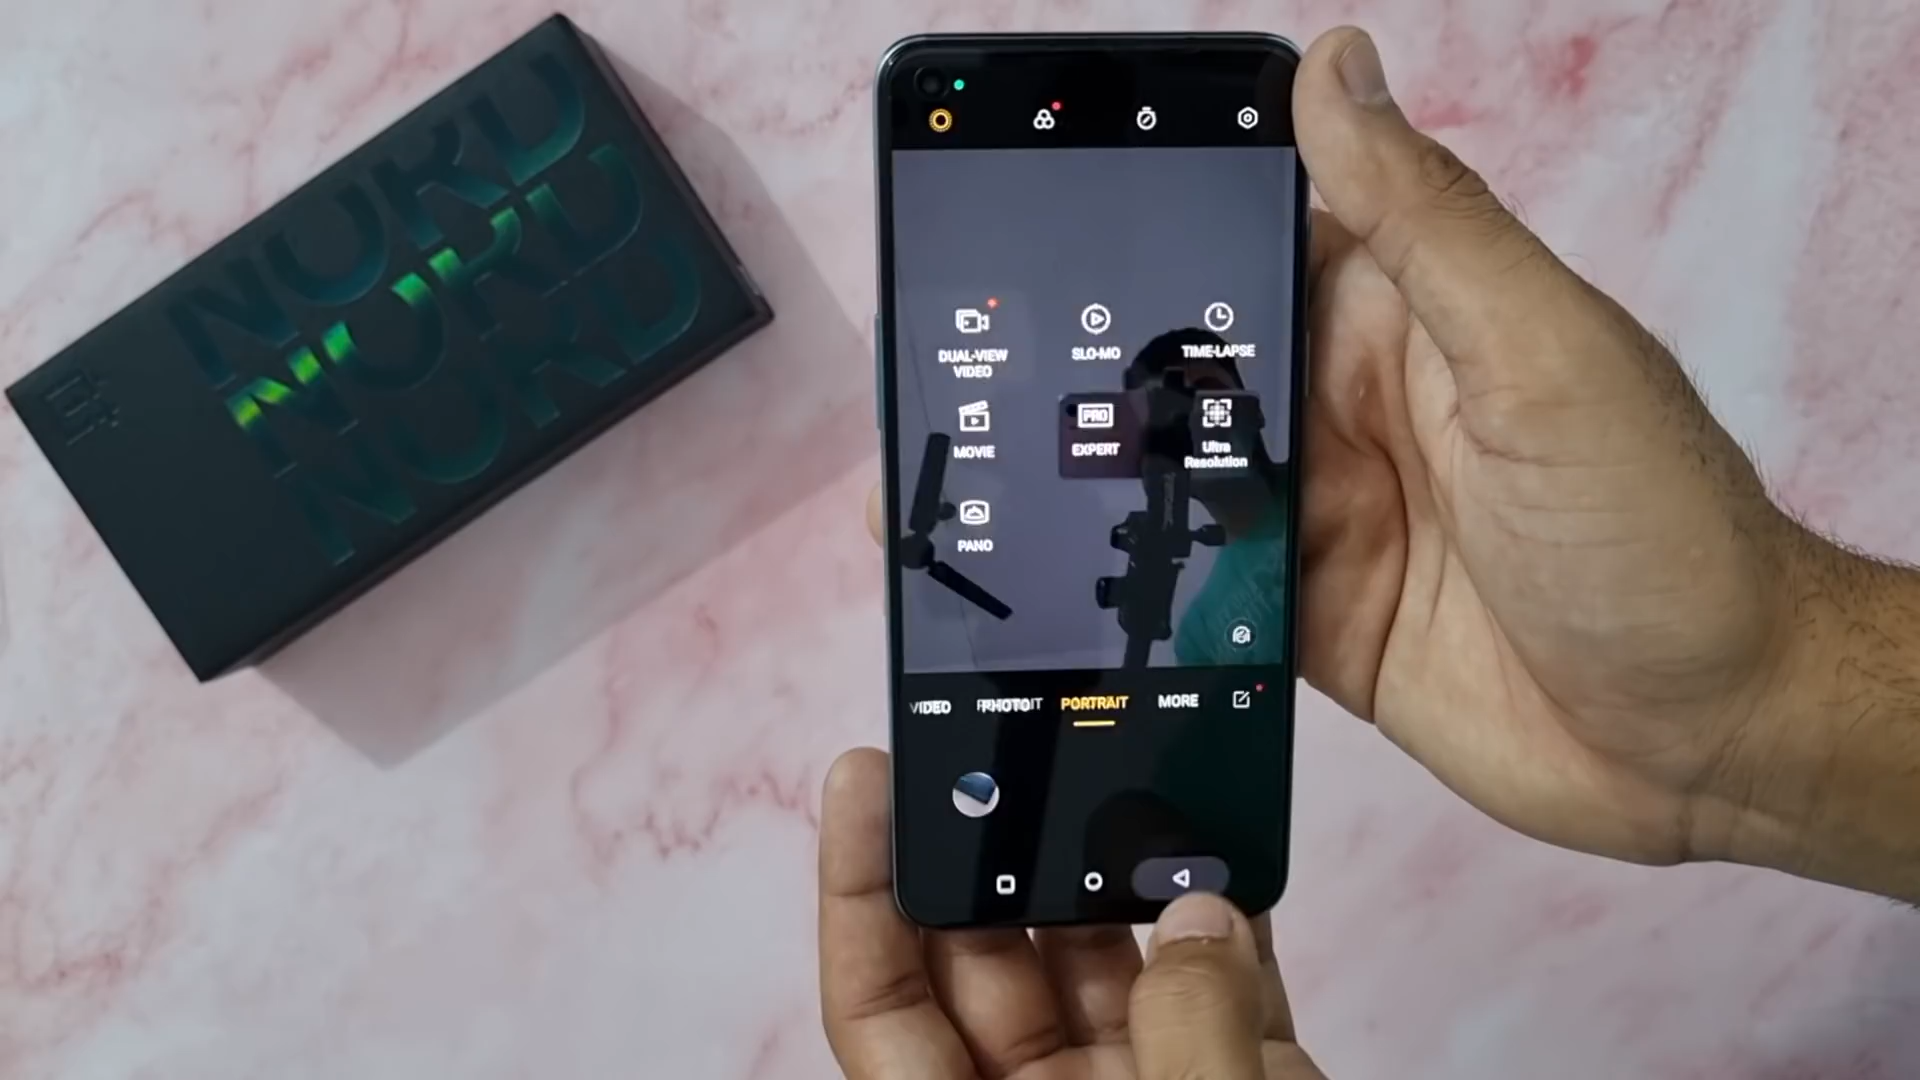 NORD
NORD
NORD
DUAL-VIEW
VIDEO
SLO-MO
TIME-LAPSE
MOVIE
PRO
EXPERT
Ultra
Resolution
PANO
VIDEO
PHOTO
PORTRAIT
MORE